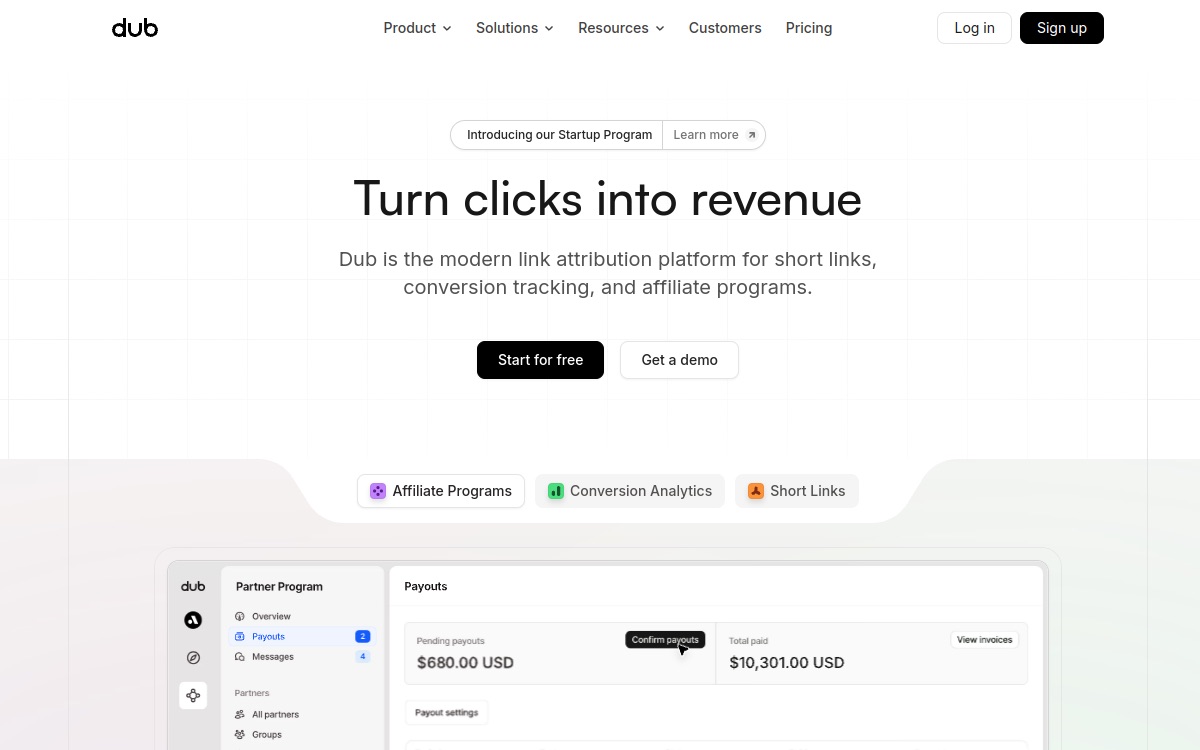 dub
Product
Solutions
Resources
Customers
Pricing
Log in
Sign up
Introducing our Startup Program
Learn more
Turn clicks into revenue
Dub is the modern link attribution platform for short links,
conversion tracking, and affiliate programs.
Start for free
Get a demo
Affiliate Programs
Conversion Analytics
Short Links
dub
Partner Program
Overview
Payouts 2
Messages 4
Partners
All partners
Groups
Payouts
Pending payouts
Confirm payouts
$680.00 USD
Total paid
View invoices
$10,301.00 USD
Payout settings